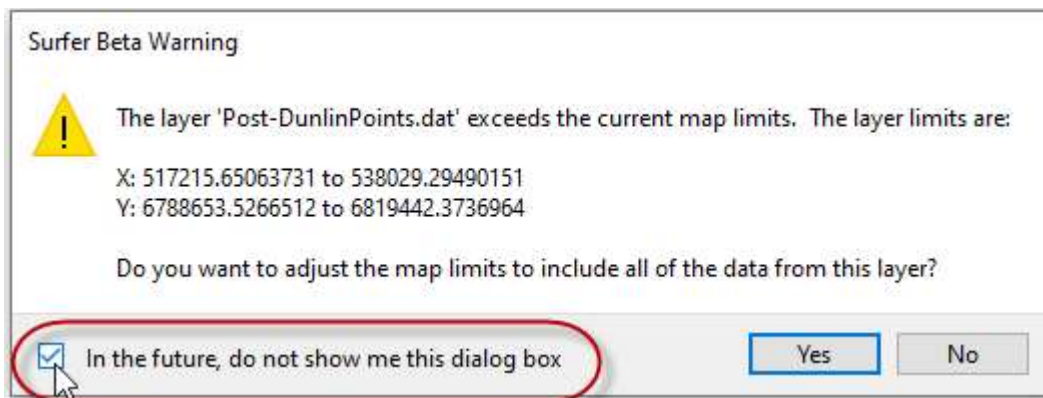 Surfer Beta Warning
The layer 'Post-DunlinPoints.dat' exceeds the current map limits.  The layer limits are:
X: 517215.65063731 to 538029.29490151
Y: 6788653.5266512 to 6819442.3736964
Do you want to adjust the map limits to include all of the data from this layer?
In the future, do not show me this dialog box
Yes
No